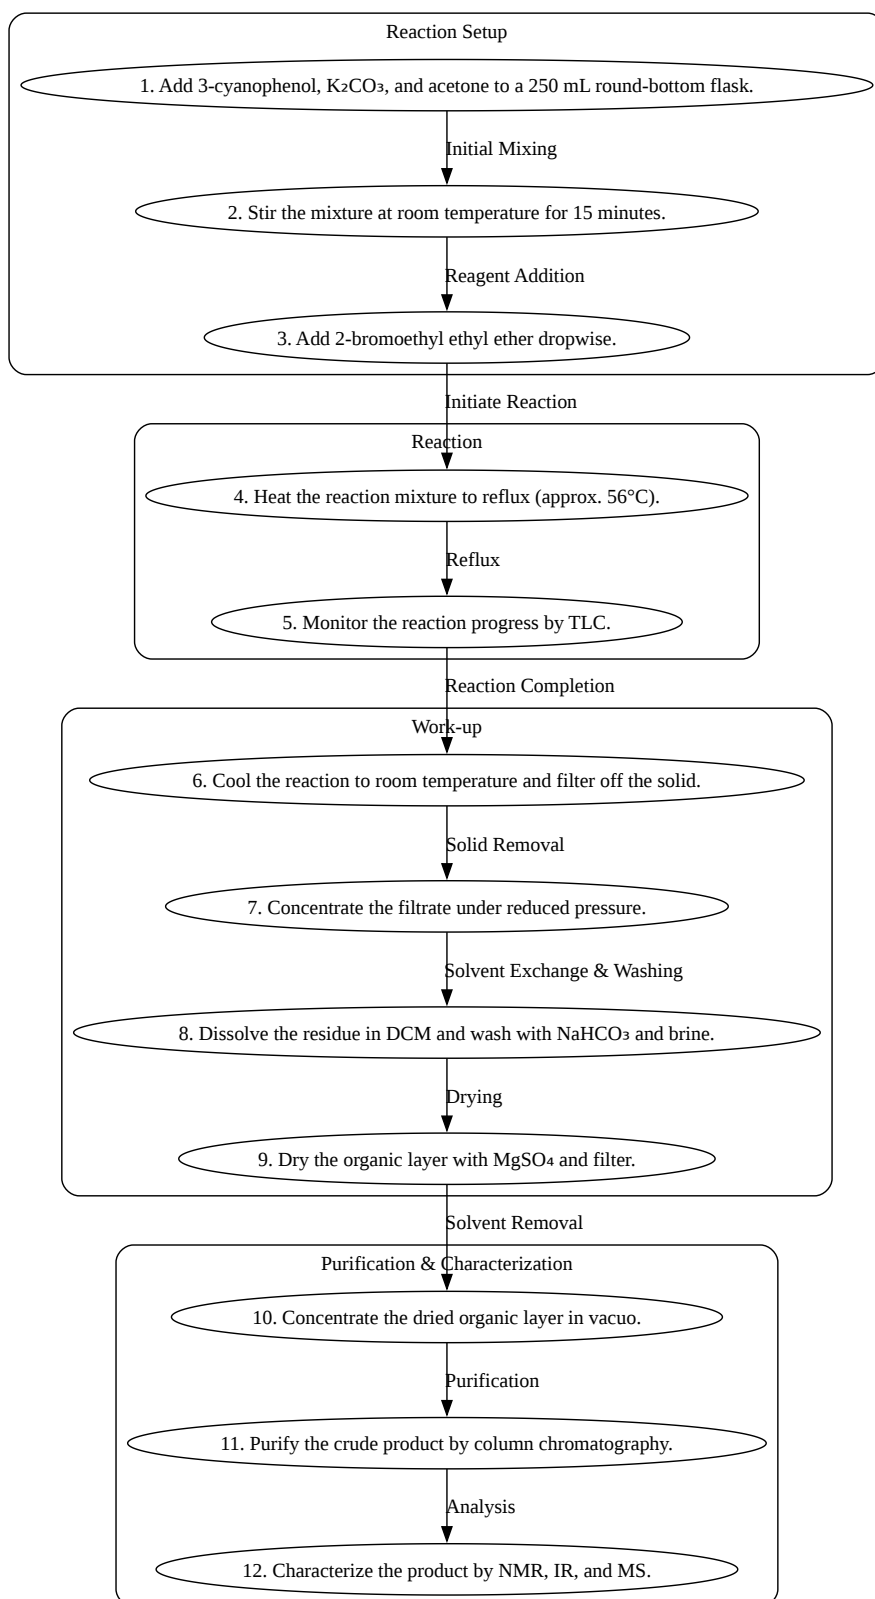 Reaction Setup
1. Add 3-cyanophenol, K₂CO₃, and acetone to a 250 mL round-bottom flask.
Initial Mixing
2. Stir the mixture at room temperature for 15 minutes.
Reagent Addition
3. Add 2-bromoethyl ethyl ether dropwise.
Initiate Reaction
Reaction
4. Heat the reaction mixture to reflux (approx. 56°C).
Reflux
5. Monitor the reaction progress by TLC.
Reaction Completion
Work-up
6. Cool the reaction to room temperature and filter off the solid.
Solid Removal
7. Concentrate the filtrate under reduced pressure.
Solvent Exchange & Washing
8. Dissolve the residue in DCM and wash with NaHCO₃ and brine.
Drying
9. Dry the organic layer with MgSO₄ and filter.
Solvent Removal
Purification & Characterization
10. Concentrate the dried organic layer in vacuo.
Purification
11. Purify the crude product by column chromatography.
Analysis
12. Characterize the product by NMR, IR, and MS.